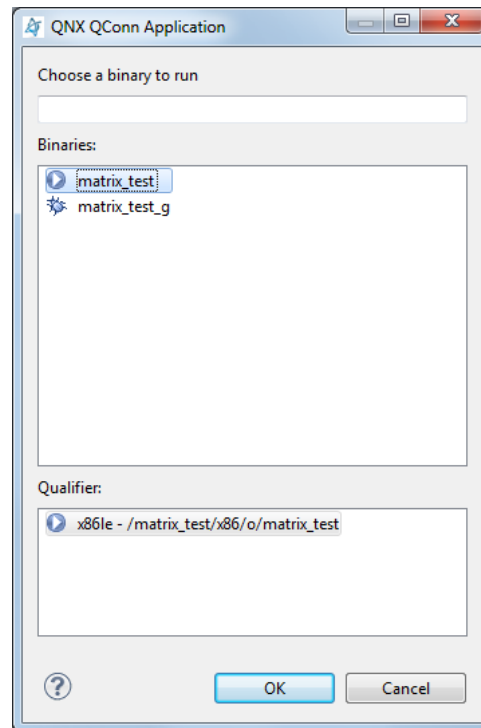 QNX QConn Application
Choose a binary to run
Binaries:
matrix_test
matrix_test_g
Qualifier:
x86le - /matrix_test/x86/o/matrix_test
?
OK Cancel